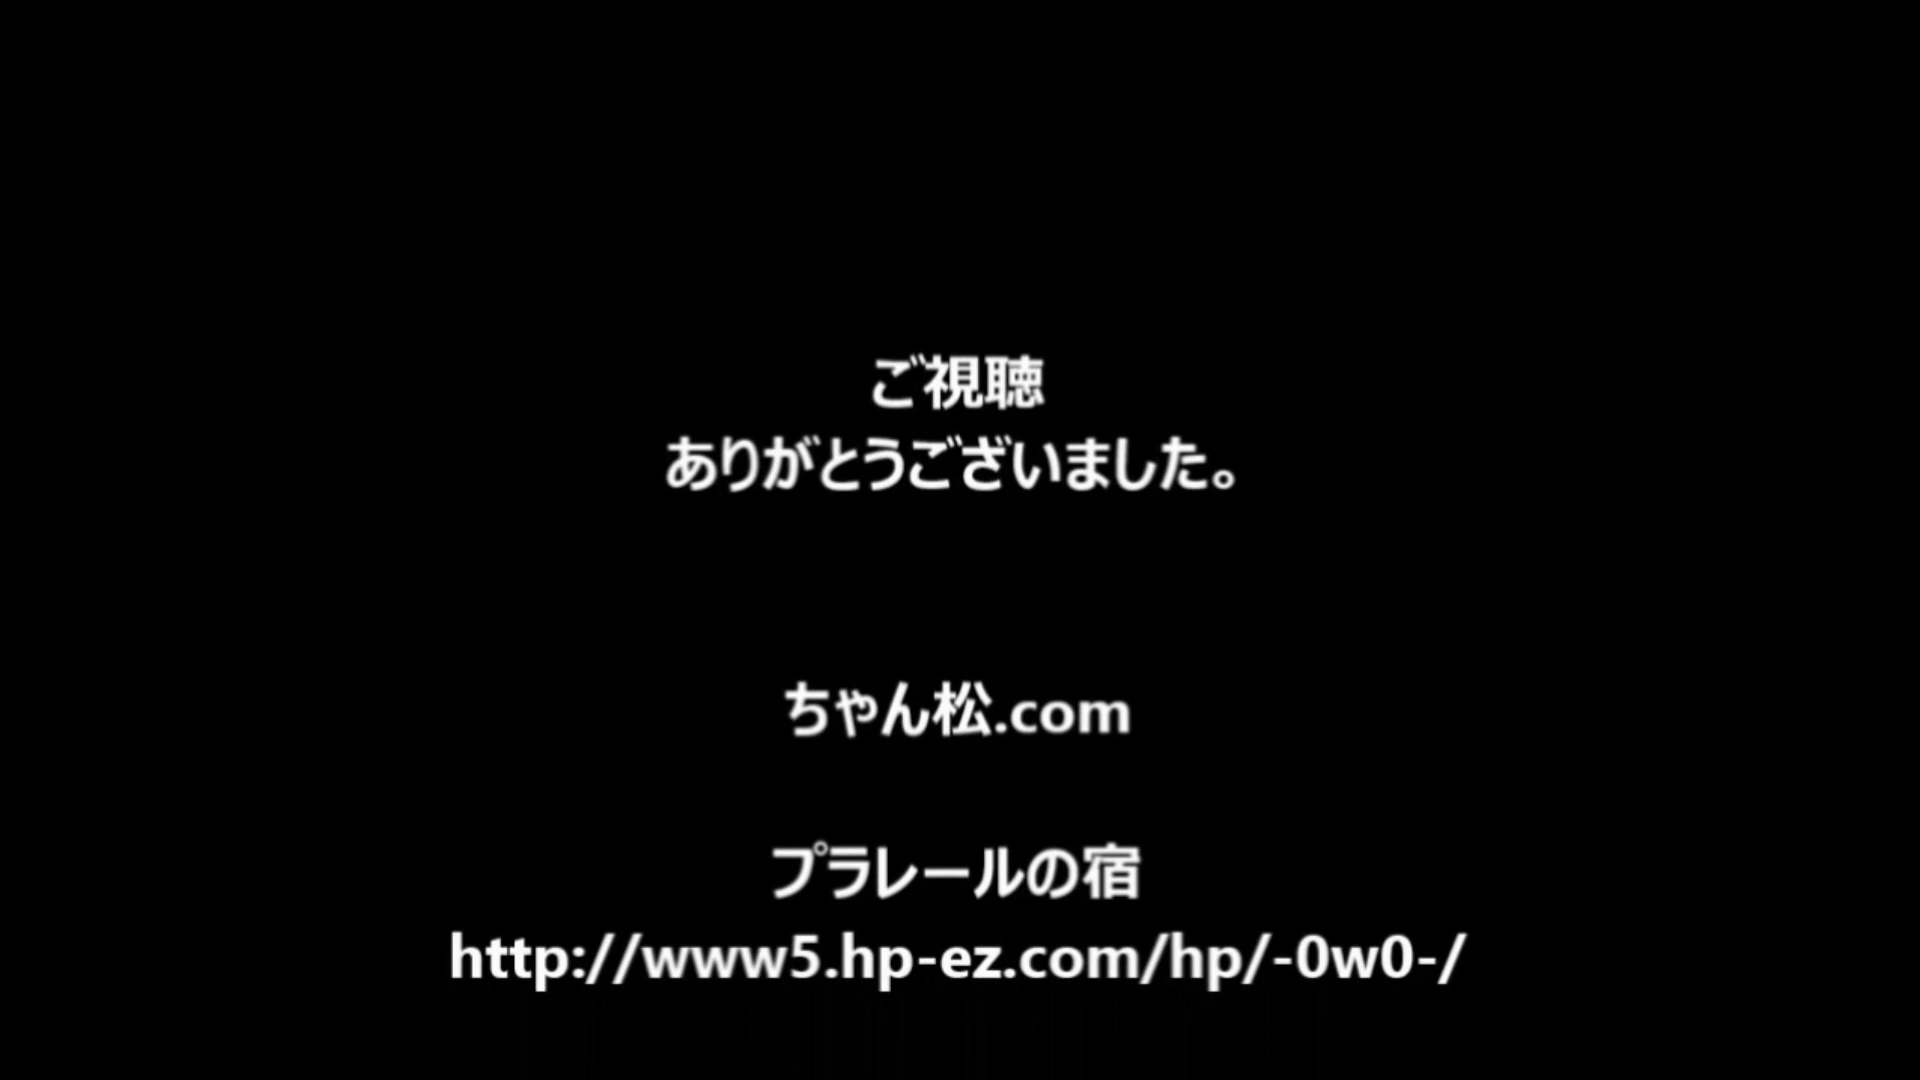 ご視聴
ありがとうございました。
ちゃん松.com
プラレールの宿
http://www5.hp-ez.com/hp/-0w0-/